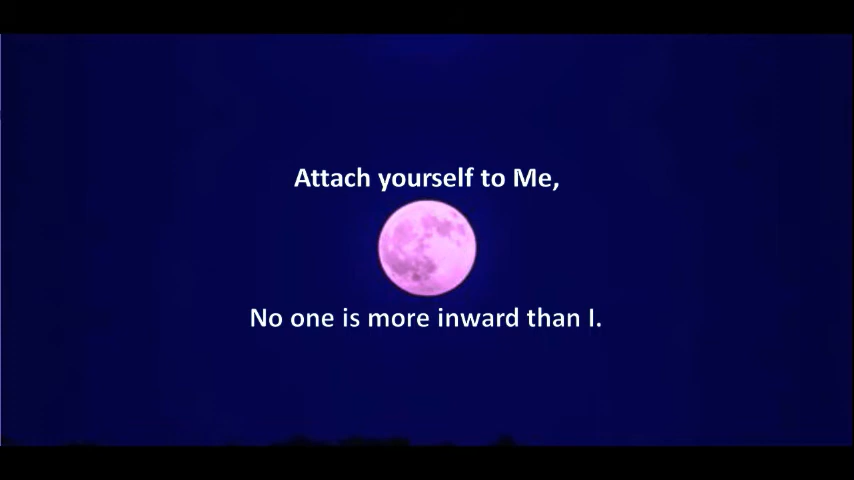 Attach yourself to Me,
No one is more inward than I.